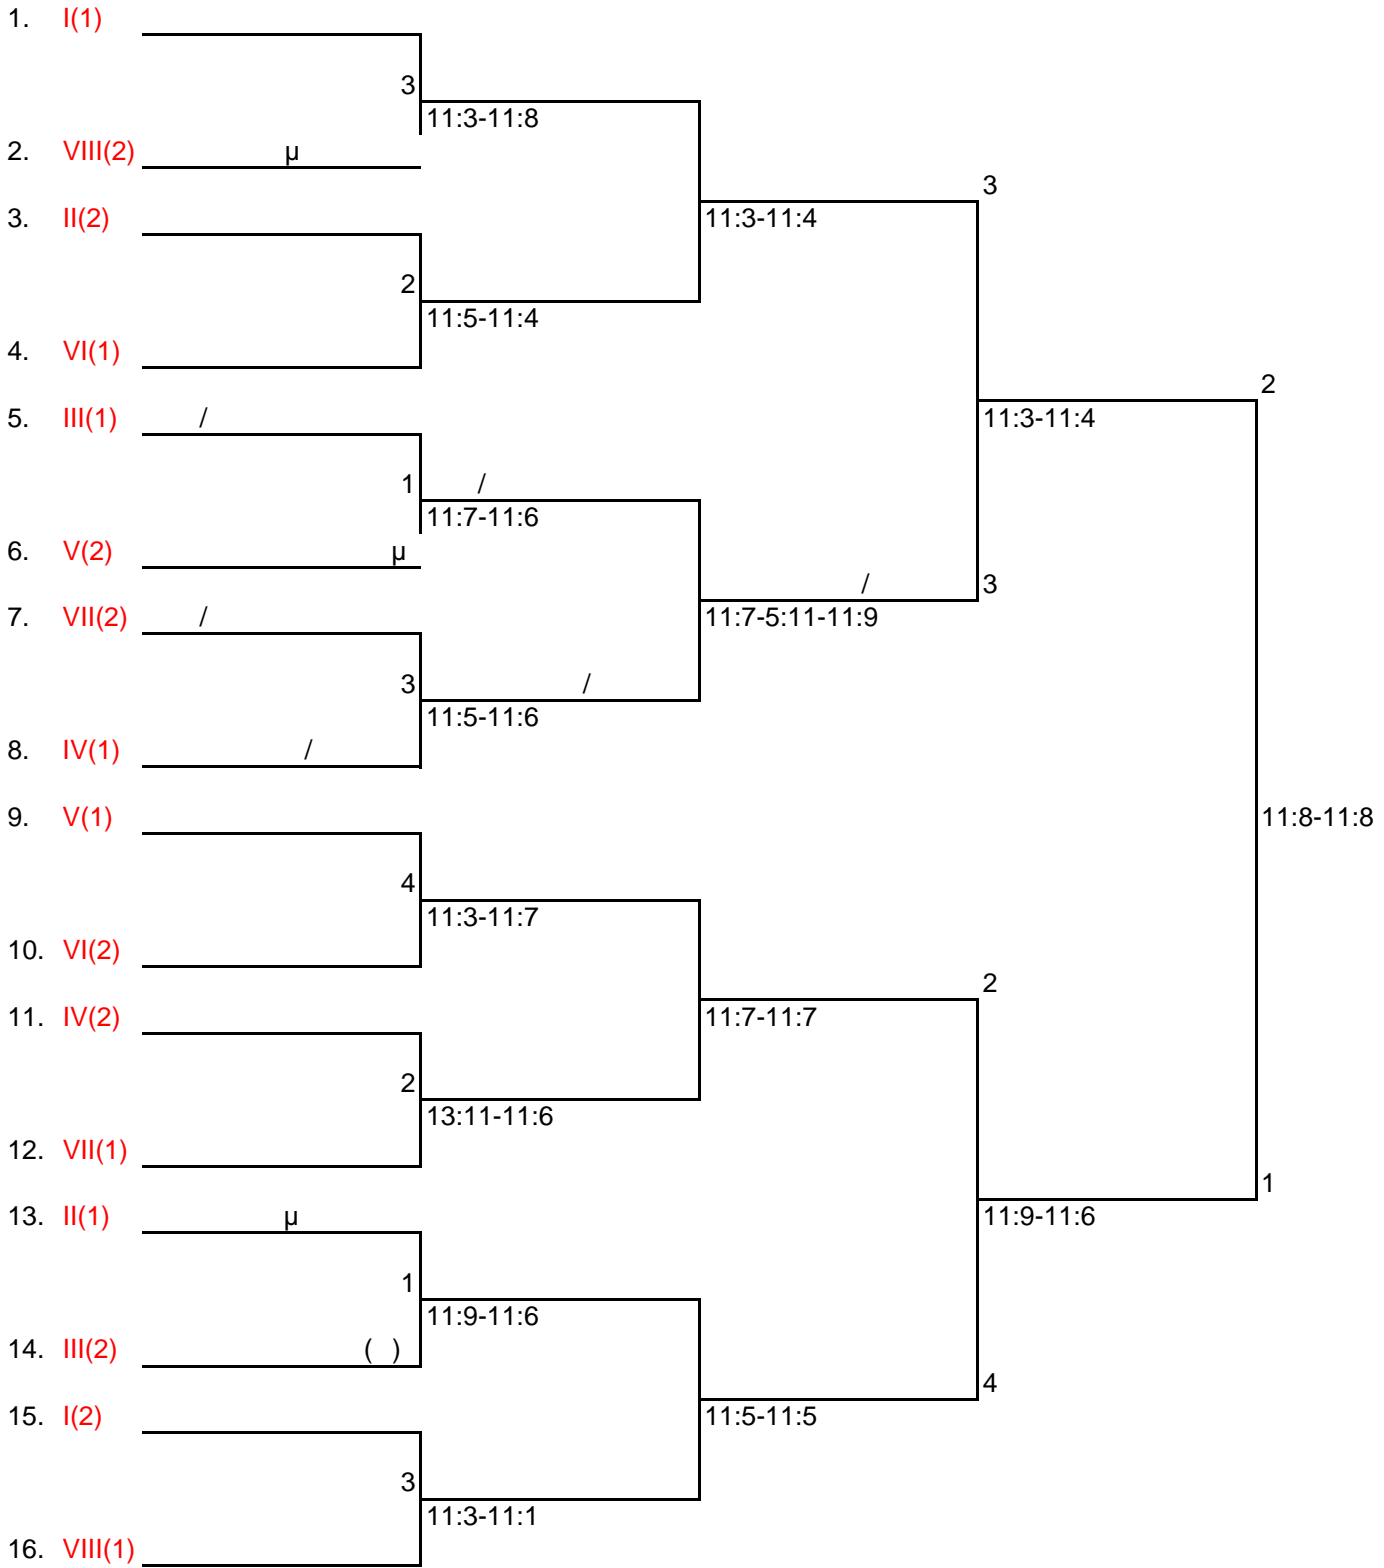 1. I(1)
3
11:3-11:8
2. VIII(2) µ
3
3. II(2)
11:3-11:4
2
11:5-11:4
4. VI(1)
2
5. III(1) /
11:3-11:4
1 /
11:7-11:6
6. V(2) µ
/ 3
7. VII(2) /
11:7-5:11-11:9
3 /
11:5-11:6
8. IV(1) /
9. V(1)
11:8-11:8
4
11:3-11:7
10. VI(2)
2
11. IV(2)
11:7-11:7
2
13:11-11:6
12. VII(1)
1
13. II(1) µ
11:9-11:6
1
11:9-11:6
14. III(2) ( )
4
15. I(2)
11:5-11:5
3
11:3-11:1
16. VIII(1)